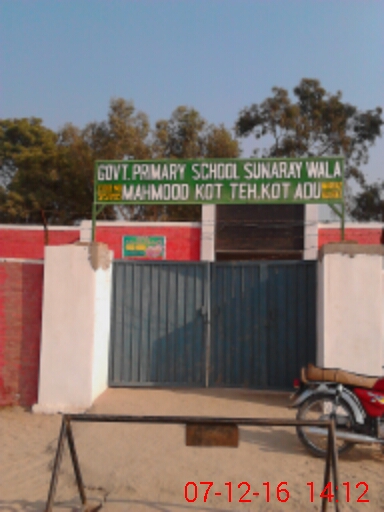 GOVT. PRIMARY SCHOOL SUNARAY WALA
MAHMOOD KOT TEH. KOT ADU
07-12-16 14:12